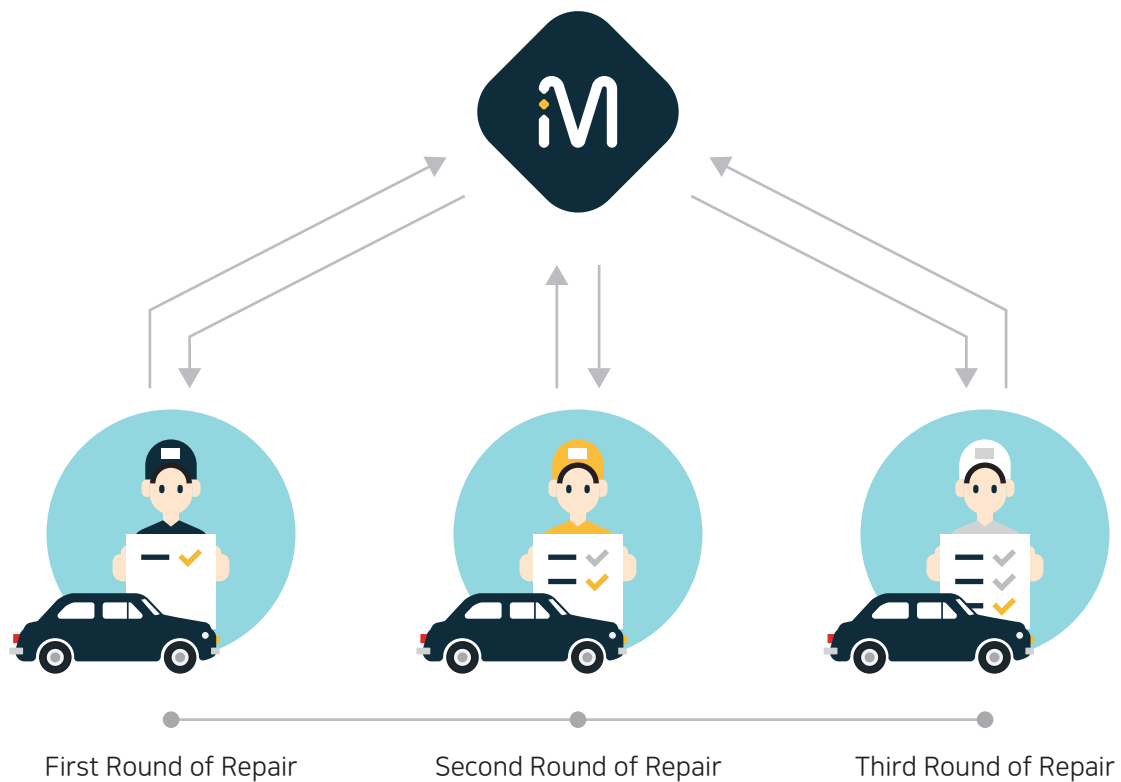 iM
First Round of Repair
Second Round of Repair
Third Round of Repair